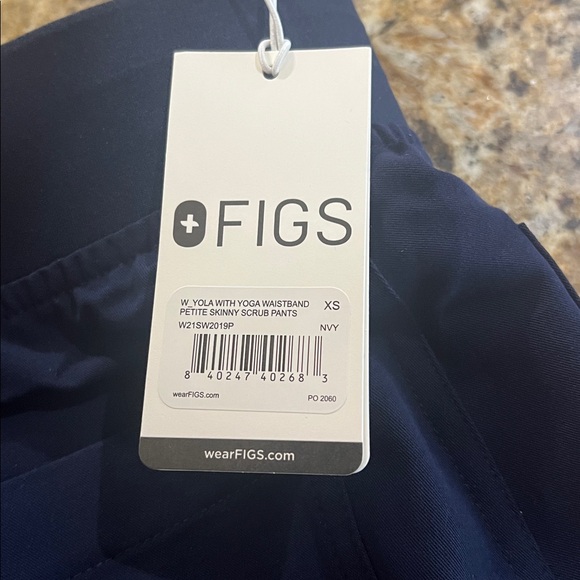 FIGS
W_YOLA WITH YOGA WAISTBAND XS
PETITE SKINNY SCRUB PANTS
W21SW2019P NVY
8 40247 40268 3
wearFIGS.com PO 2060
wearFIGS.com